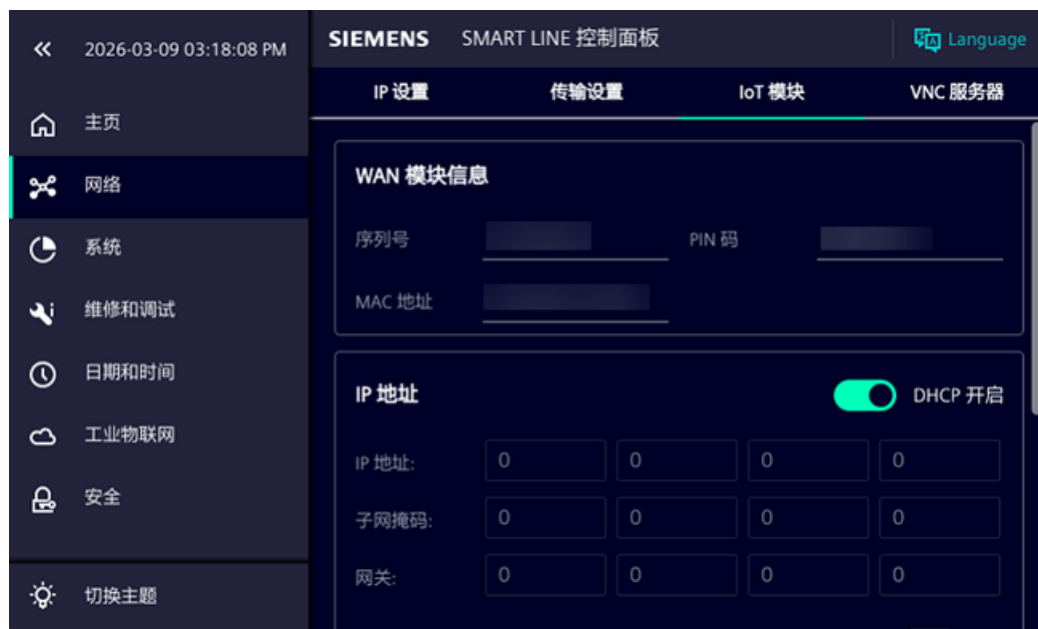 2026-03-09 03:18:08 PM
SIEMENS SMART LINE 控制面板
Language
主页
网络
系统
维修和调试
日期和时间
工业物联网
安全
切换主题
IP 设置 传输设置 IoT 模块 VNC 服务器
WAN 模块信息
序列号 PIN 码
MAC 地址
IP 地址 DHCP 开启
IP 地址: 0 0 0 0
子网掩码: 0 0 0 0
网关: 0 0 0 0